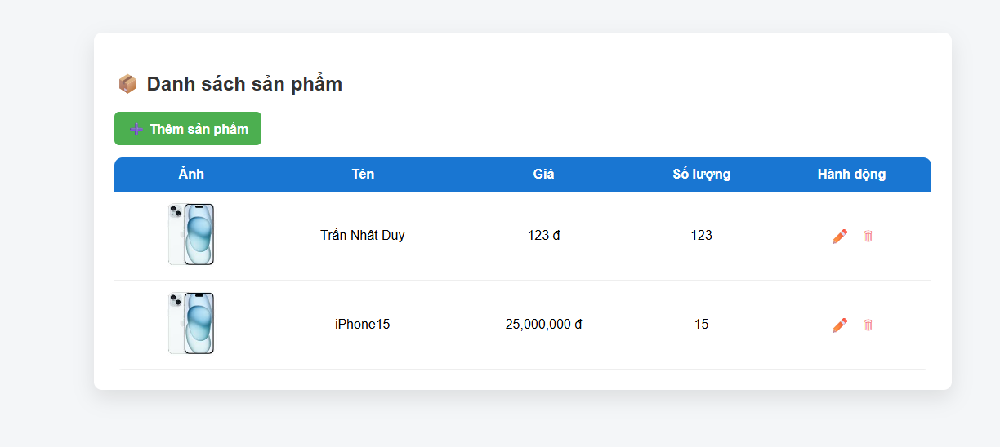 Danh sách sản phẩm
Thêm sản phẩm
Ảnh Tên Giá Số lượng Hành động
Trần Nhật Duy 123 đ 123
iPhone15 25,000,000 đ 15